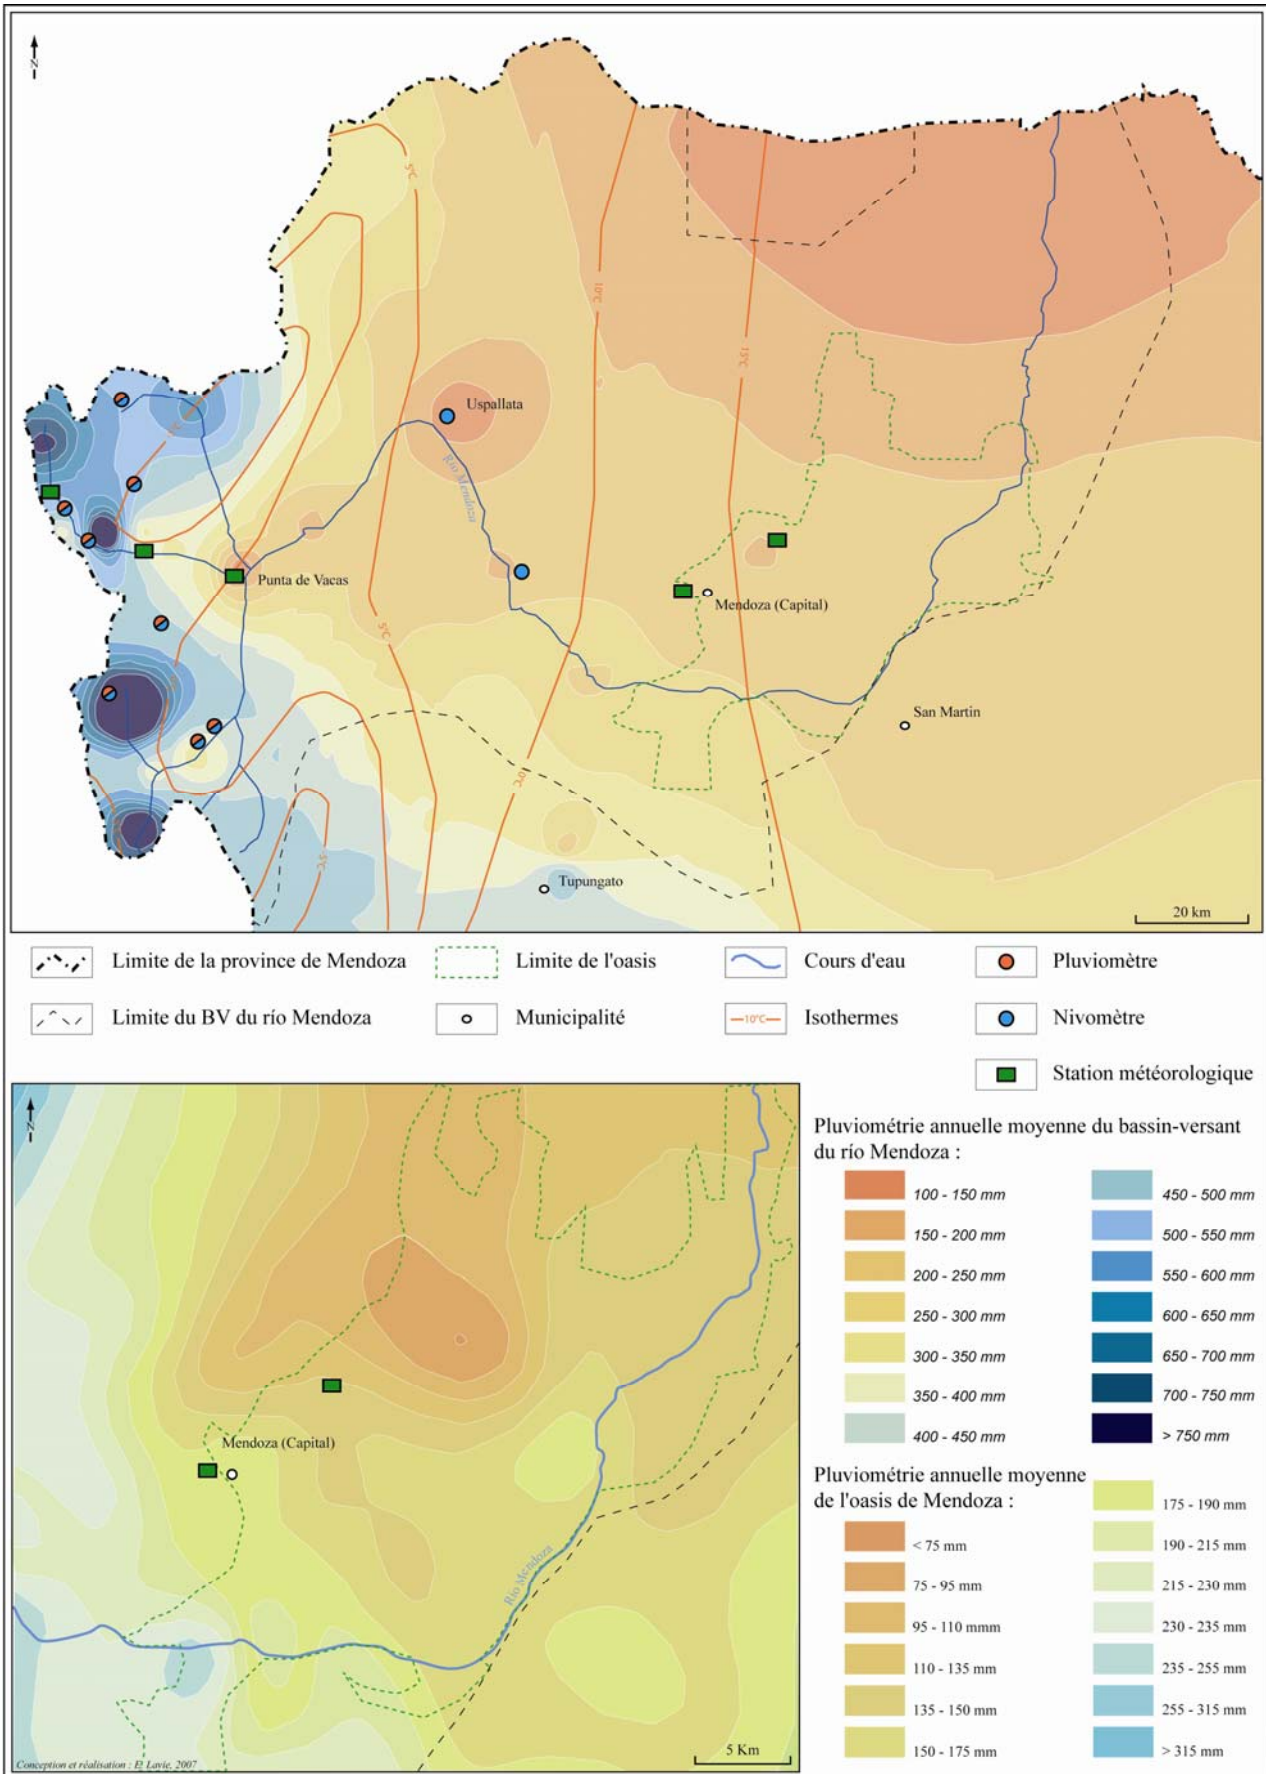 N
5°C
10°C
15°C
Uspallata
Río Mendoza
Punta de Vacas
Mendoza (Capital)
5°C
San Martin
10°C
5°C
Tupungato
20 km
Limite de la province de Mendoza
Limite de l'oasis
Cours d'eau
Pluviomètre
Limite du BV du río Mendoza
Municipalité
10°C
Isothermes
Nivomètre
Station météorologique
N
Mendoza (Capital)
Río Mendoza
5 Km
Conception et réalisation : E. Lavie, 2007
Pluviométrie annuelle moyenne du bassin-versant
du río Mendoza :
100 - 150 mm
150 - 200 mm
200 - 250 mm
250 - 300 mm
300 - 350 mm
350 - 400 mm
400 - 450 mm
450 - 500 mm
500 - 550 mm
550 - 600 mm
600 - 650 mm
650 - 700 mm
700 - 750 mm
> 750 mm
Pluviométrie annuelle moyenne
de l'oasis de Mendoza :
< 75 mm
75 - 95 mm
95 - 110 mmm
110 - 135 mm
135 - 150 mm
150 - 175 mm
175 - 190 mm
190 - 215 mm
215 - 230 mm
230 - 235 mm
235 - 255 mm
255 - 315 mm
> 315 mm